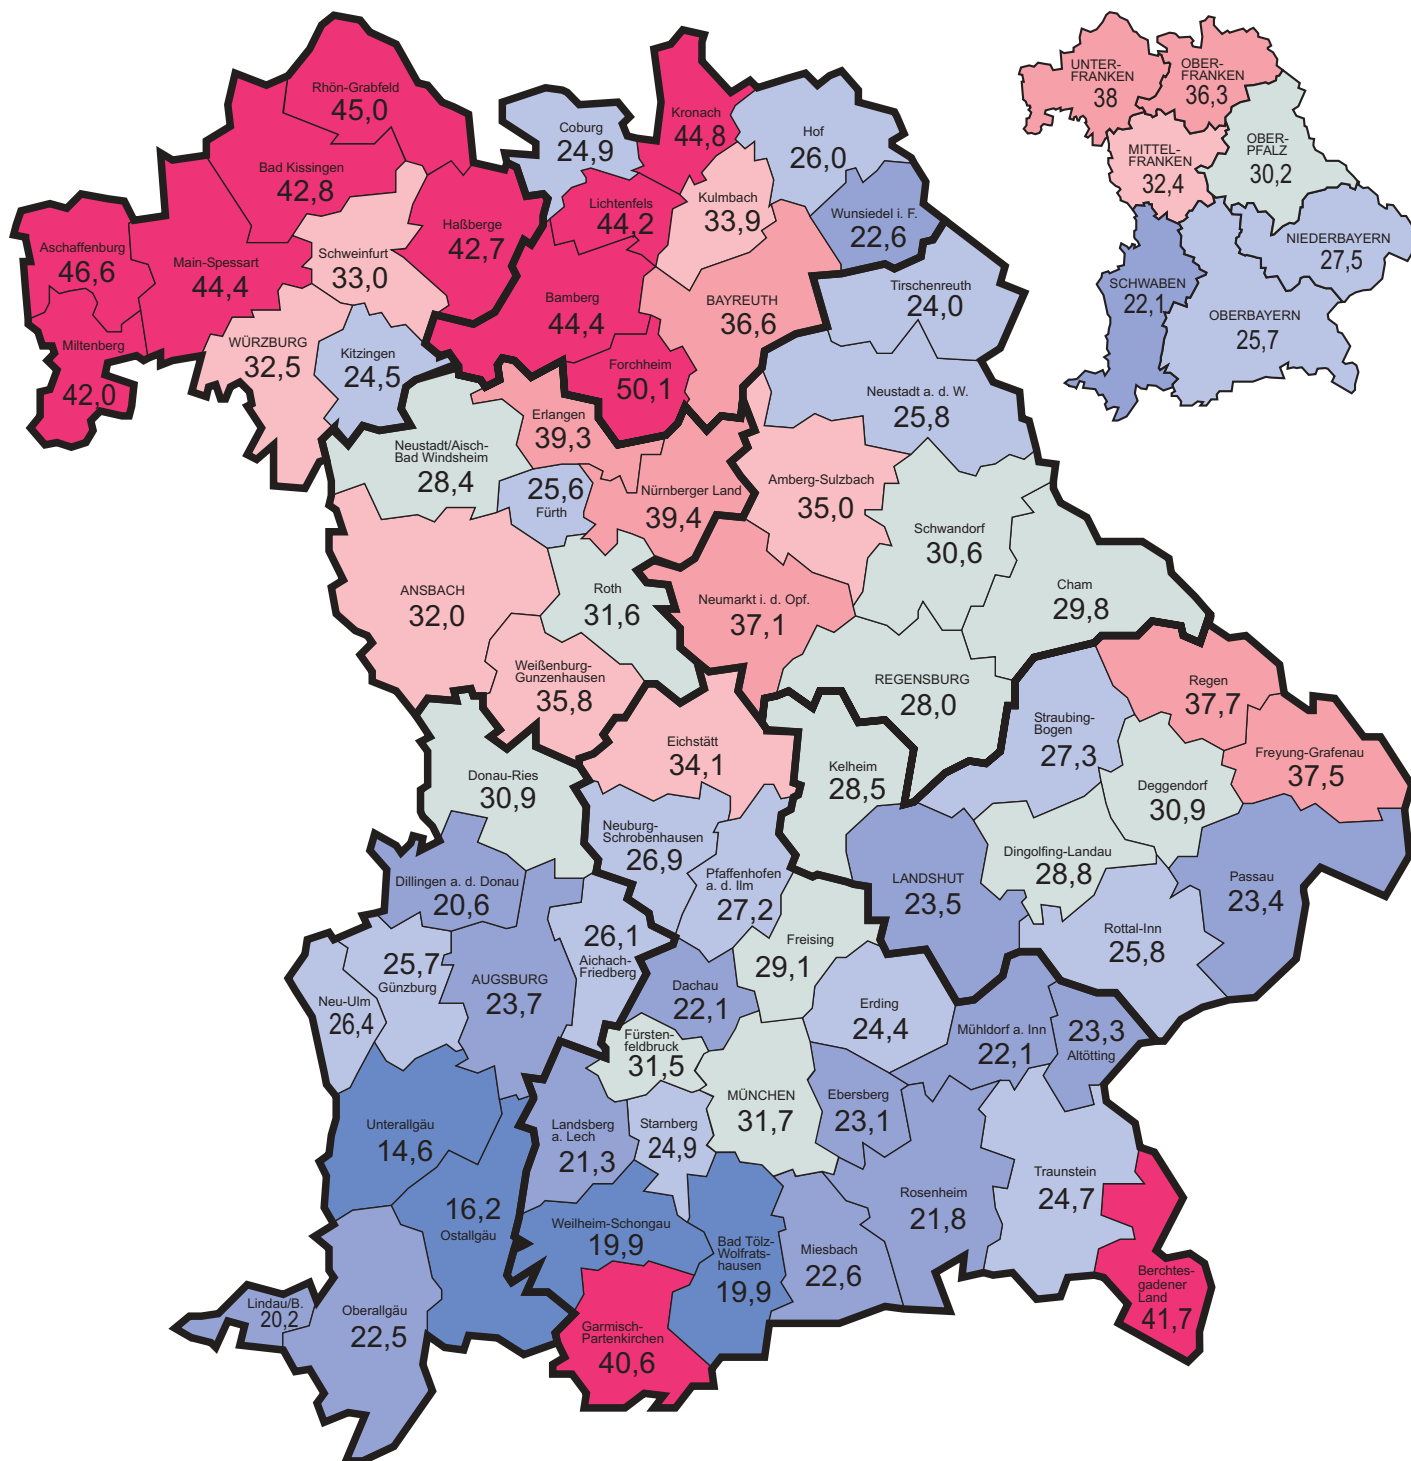 Rhön-Grabfeld
45,0
Bad Kissingen
42,8
Haßberge
42,7
Schweinfurt
33,0
Aschaffenburg
46,6
Main-Spessart
44,4
Miltenberg
42,0
WÜRZBURG
32,5
Kitzingen
24,5
Coburg
24,9
Kronach
44,8
Hof
26,0
Lichtenfels
44,2
Kulmbach
33,9
Wunsiedel i. F.
22,6
Bamberg
44,4
BAYREUTH
36,6
Forchheim
50,1
Tirschenreuth
24,0
Neustadt a. d. W.
25,8
Neustadt/Aisch-
Bad Windsheim
28,4
Erlangen
39,3
25,6
Fürth
Nürnberger Land
39,4
Amberg-Sulzbach
35,0
Schwandorf
30,6
ANSBACH
32,0
Roth
31,6
Neumarkt i. d. Opf.
37,1
Cham
29,8
Weißenburg-
Gunzenhausen
35,8
REGENSBURG
28,0
Eichstätt
34,1
Kelheim
28,5
Straubing-
Bogen
27,3
Regen
37,7
Freyung-Grafenau
37,5
Deggendorf
30,9
Donau-Ries
30,9
Neuburg-
Schrobenhausen
26,9
Pfaffenhofen
a. d. Ilm
27,2
LANDSHUT
23,5
Dingolfing-Landau
28,8
Passau
23,4
Rottal-Inn
25,8
Dillingen a. d. Donau
20,6
26,1
Aichach-
Friedberg
25,7
Günzburg
AUGSBURG
23,7
Neu-Ulm
26,4
Freising
29,1
Dachau
22,1
Erding
24,4
Mühldorf a. Inn
22,1
23,3
Altötting
Fürsten-
feldbruck
31,5
MÜNCHEN
31,7
Ebersberg
23,1
Landsberg
a. Lech
21,3
Starnberg
24,9
Unterallgäu
14,6
16,2
Ostallgäu
Weilheim-Schongau
19,9
Bad Tölz-
Wolfrats-
hausen
19,9
Miesbach
22,6
Rosenheim
21,8
Traunstein
24,7
Berchtes-
gadener
Land
41,7
Lindau/B.
20,2
Oberallgäu
22,5
Garmisch-
Partenkirchen
40,6
UNTER-
FRANKEN
38
OBER-
FRANKEN
36,3
MITTEL-
FRANKEN
32,4
OBER-
PFALZ
30,2
NIEDERBAYERN
27,5
SCHWABEN
22,1
OBERBAYERN
25,7